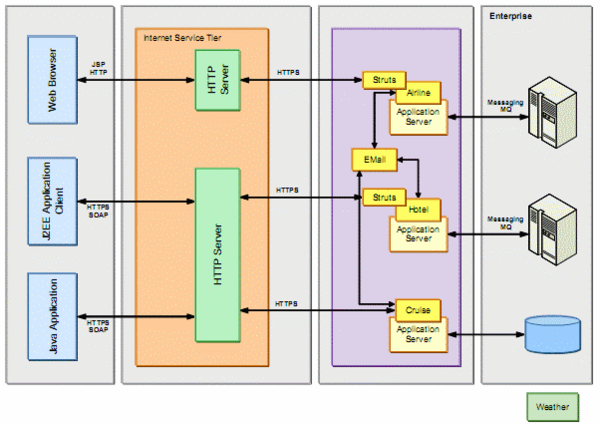 Enterprise
Internet Service Tier
Web Browser
JSP
HTTP
HTTP
Server
HTTPS
Struts
Airline
Application
Server
Messaging
MQ
EMail
J2EE Application
Client
HTTPS
SOAP
HTTP Server
HTTPS
Struts
Hotel
Application
Server
Messaging
MQ
Java Application
HTTPS
SOAP
HTTPS
Cruise
Application
Server
Weather